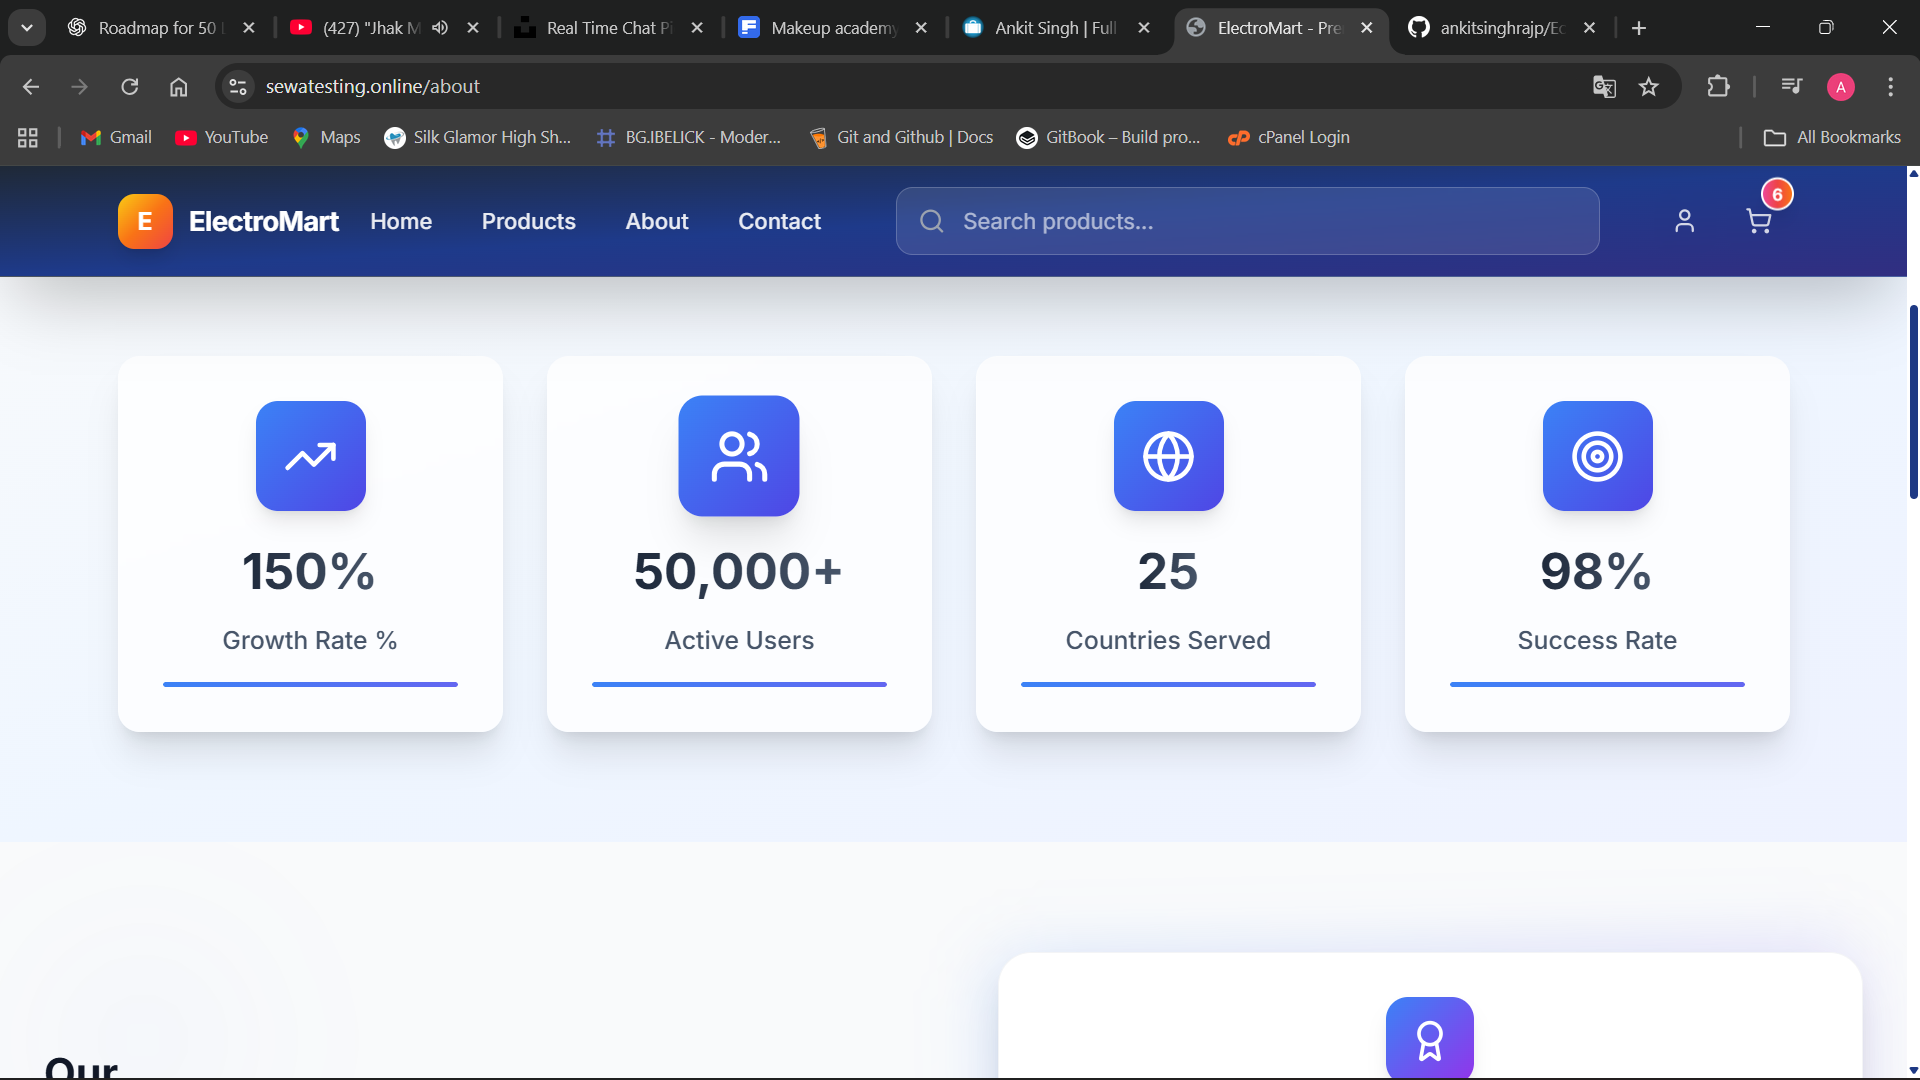 Roadmap for 50
(427) "Jhak M
Real Time Chat Pi
Makeup academy
Ankit Singh | Full
ElectroMart - Pre
ankitsinghrajp/Ec
sewatesting.online/about
A
Gmail
YouTube
Maps
Silk Glamor High Sh...
BG.IBELICK - Moder...
Git and Github | Docs
GitBook – Build pro...
cPanel Login
All Bookmarks
E
ElectroMart
Home
Products
About
Contact
Search products...
6
150%
Growth Rate %
50,000+
Active Users
25
Countries Served
98%
Success Rate
Our